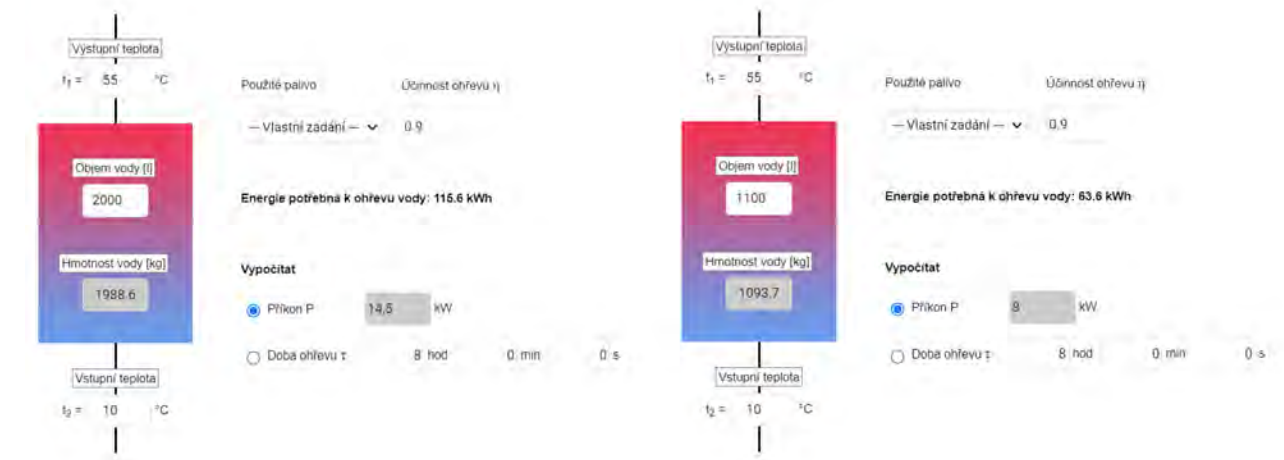 Výstupní teplota
t₁ = 55 °C
Použité palivo Účinnost ohřevu η
— Vlastní zadání — 0.9
Objem vody [l]
2000
Energie potřebná k ohřevu vody: 115.6 kWh
Hmotnost vody [kg]
1988.6
Vypočítat
Příkon P 14,5 kW
Doba ohřevu τ 8 hod 0 min 0 s
Vstupní teplota
t₂ = 10 °C
Výstupní teplota
t₁ = 55 °C
Použité palivo Účinnost ohřevu η
— Vlastní zadání — 0.9
Objem vody [l]
1100
Energie potřebná k ohřevu vody: 63.6 kWh
Hmotnost vody [kg]
1093.7
Vypočítat
Příkon P 8 kW
Doba ohřevu τ 8 hod 0 min 0 s
Vstupní teplota
t₂ = 10 °C